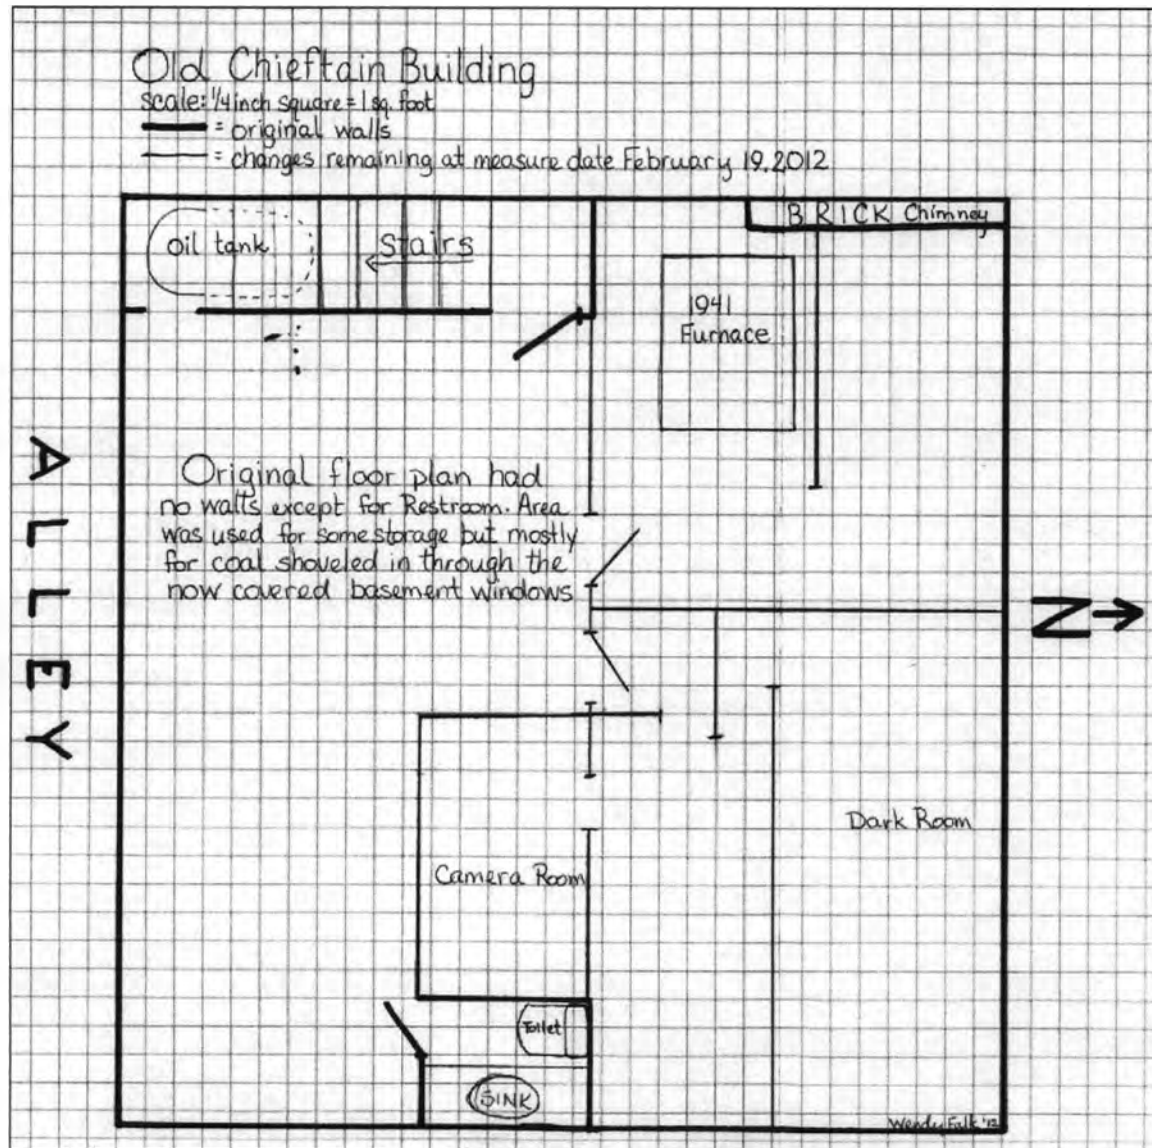 Old Chieftain Building
scale: 1/4 inch square = 1 sq. foot
= original walls
= changes remaining at measure date February 19, 2012
BRICK Chimney
Oil tank
Stairs
1941
Furnace
ALLEY
Original floor plan had
no walls except for Restroom. Area
was used for some storage but mostly
for coal shoveled in through the
now covered basement windows
N
Dark Room
Camera Room
Toilet
SINK
Wendy Falk '12